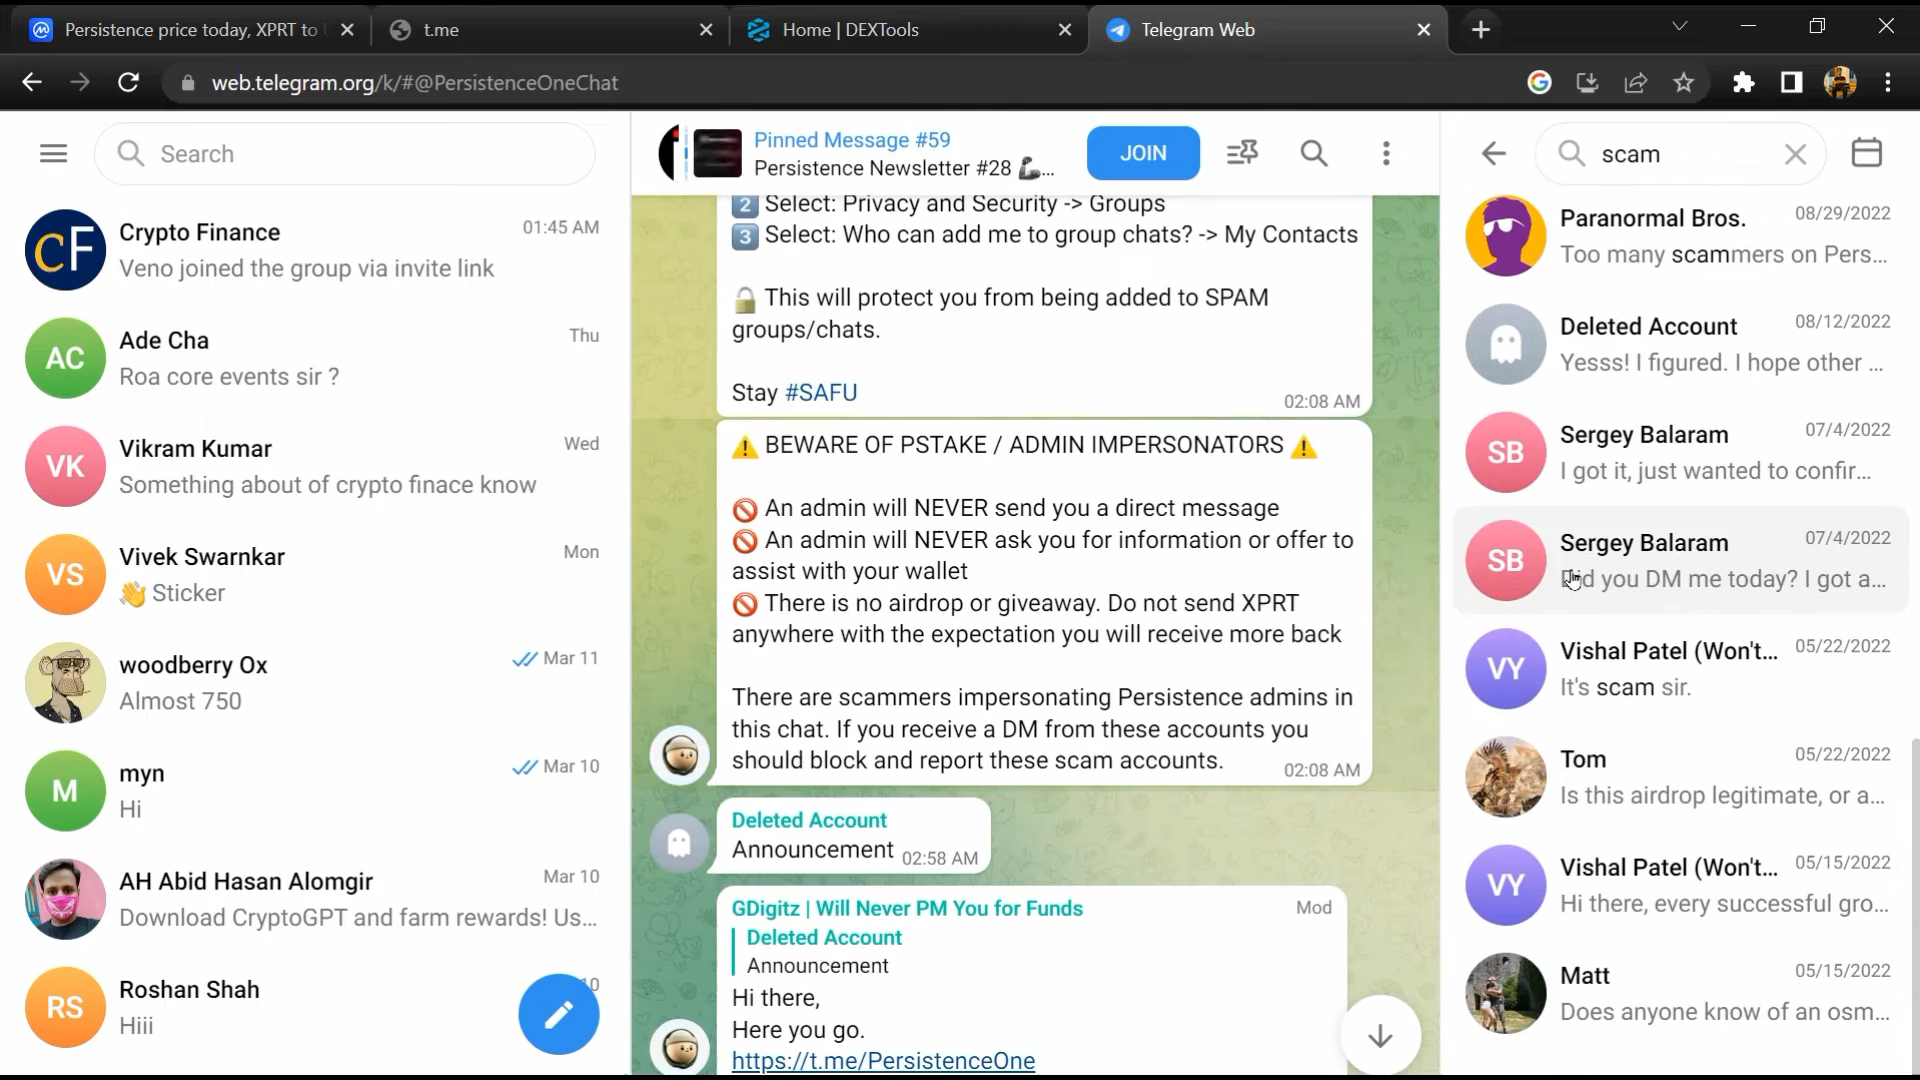 Persistence price today, XPRT to
t.me
Home | DEXTools
Telegram Web
web.telegram.org/k/#@PersistenceOneChat
Search
Crypto Finance
01:45 AM
Veno joined the group via invite link
Ade Cha
Thu
Roa core events sir ?
Vikram Kumar
Wed
Something about of crypto finace know
Vivek Swarnkar
Mon
👋 Sticker
woodberry Ox
Mar 11
Almost 750
myn
Mar 10
Hi
AH Abid Hasan Alomgir
Mar 10
Download CryptoGPT and farm rewards! Us...
Roshan Shah
Hiii
CF
AC
VK
VS
M
RS
Pinned Message #59
Persistence Newsletter #28 💪...
JOIN
2 Select: Privacy and Security -> Groups
3 Select: Who can add me to group chats? -> My Contacts
🔓 This will protect you from being added to SPAM
groups/chats.
Stay #SAFU
02:08 AM
⚠️ BEWARE OF PSTAKE / ADMIN IMPERSONATORS ⚠️
🚫 An admin will NEVER send you a direct message
🚫 An admin will NEVER ask you for information or offer to
assist with your wallet
🚫 There is no airdrop or giveaway. Do not send XPRT
anywhere with the expectation you will receive more back
There are scammers impersonating Persistence admins in
this chat. If you receive a DM from these accounts you
should block and report these scam accounts.
02:08 AM
Deleted Account
Announcement 02:58 AM
GDigitz | Will Never PM You for Funds
Mod
Deleted Account
Announcement
Hi there,
Here you go.
https://t.me/PersistenceOne
scam
Paranormal Bros.
08/29/2022
Too many scammers on Pers...
Deleted Account
08/12/2022
Yesss! I figured. I hope other ...
SB
Sergey Balaram
07/4/2022
I got it, just wanted to confir...
SB
Sergey Balaram
07/4/2022
Did you DM me today? I got a...
VY
Vishal Patel (Won't...
05/22/2022
It's scam sir.
Tom
05/22/2022
Is this airdrop legitimate, or a...
VY
Vishal Patel (Won't...
05/15/2022
Hi there, every successful gro...
Matt
05/15/2022
Does anyone know of an osm...